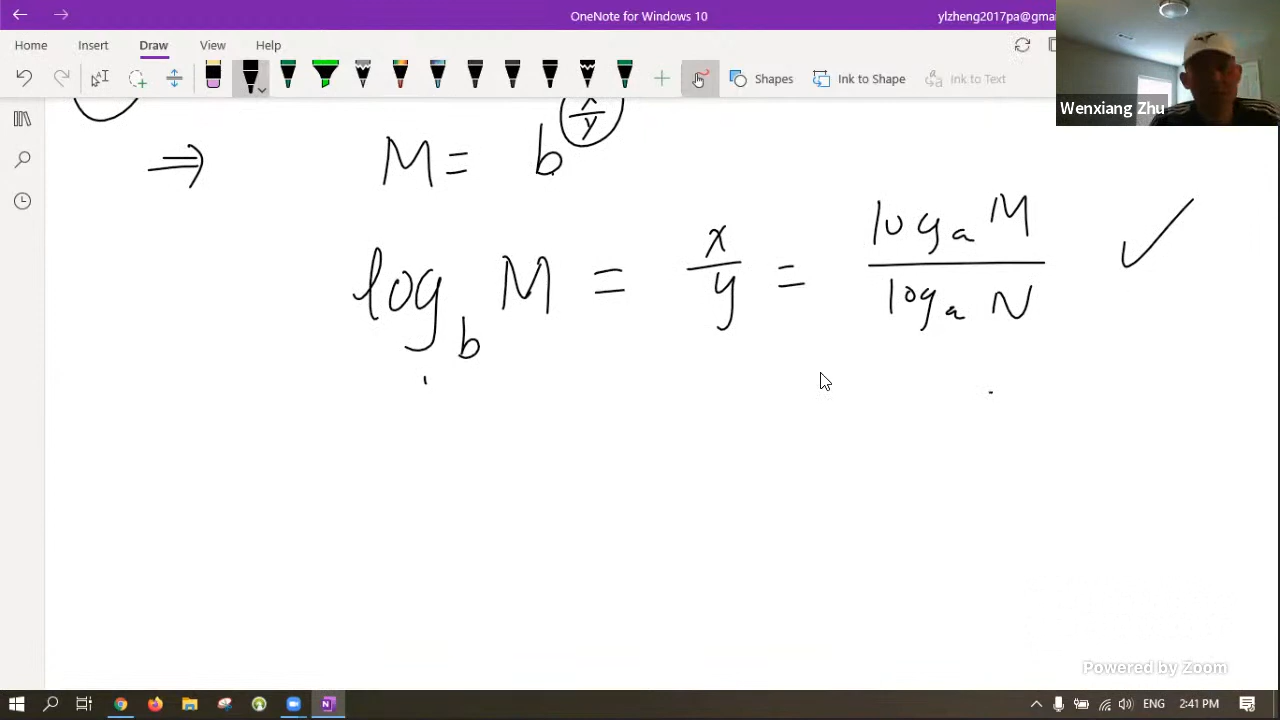 OneNote for Windows 10
ylzheng2017pa@gma
Home Insert Draw View Help
Shapes Ink to Shape Ink to Text
Wenxiang Zhu
⇒ M = b^(x/y)
log_b M = x/y = log_a M / log_a N ✓
Powered by Zoom
ENG 2:41 PM